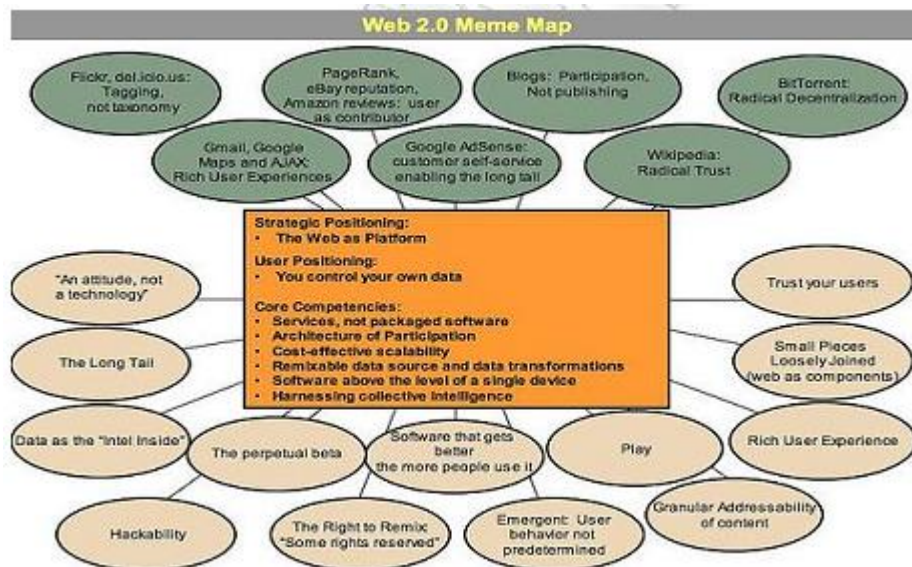 Web 2.0 Meme Map
Flickr, del.icio.us:
Tagging,
not taxonomy
PageRank,
eBay reputation,
Amazon reviews: user
as contributor
Blogs: Participation,
Not publishing
BitTorrent:
Radical Decentralization
Gmail, Google
Maps and AJAX:
Rich User Experiences
Google AdSense:
customer self-service
enabling the long tail
Wikipedia:
Radical Trust
Strategic Positioning:
• The Web as Platform
User Positioning:
• You control your own data
Core Competencies:
• Services, not packaged software
• Architecture of Participation
• Cost-effective scalability
• Remixable data source and data transformations
• Software above the level of a single device
• Harnessing collective intelligence
"An attitude, not
a technology"
Trust your users
The Long Tail
Small Pieces
Loosely Joined
(web as components)
Data as the "Intel Inside"
The perpetual beta
Software that gets
better
the more people use it
Play
Rich User Experience
Hackability
The Right to Remix
"Some rights reserved"
Emergent: User
behavior not
predetermined
Granular Addressability
of content